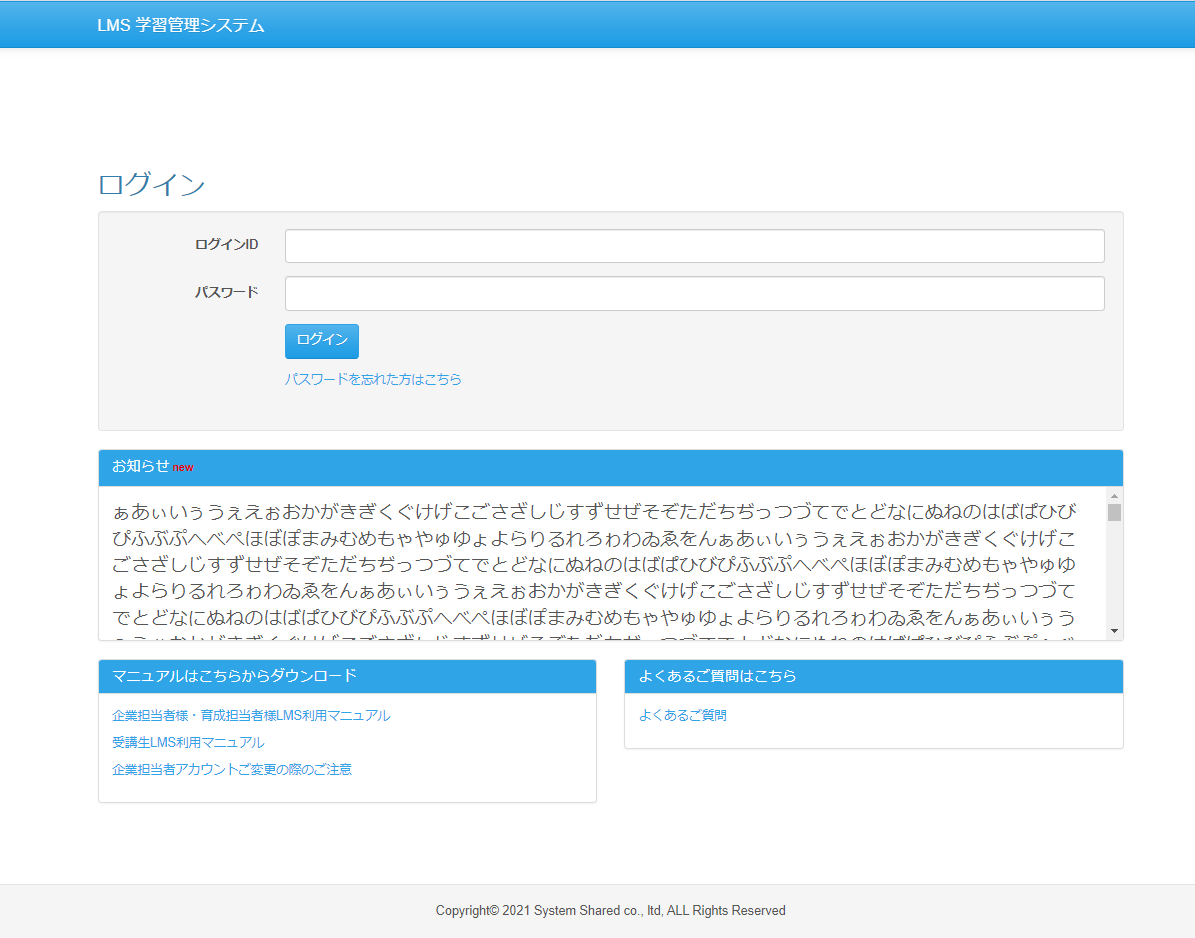 LMS 学習管理システム
ログイン
ログインID
パスワード
ログイン
パスワードを忘れた方はこちら
お知らせ new
ぁあぃいぅうぇえぉおかがきぎくぐけげこごさざしじすずせぜそぞただちぢっつづてでとどなにぬねのはばぱひび
ぴふぶぷへべぺほぼぽまみむめもゃやゅゆょよらりるれろゎわゐゑをんぁあぃいぅうぇえぉおかがきぎくぐけげこ
ごさざしじすずせぜそぞただちぢっつづてでとどなにぬねのはばぱひびぴふぶぷへべぺほぼぽまみむめもゃやゅゆ
ょよらりるれろゎわゐゑをんぁあぃいぅうぇえぉおかがきぎくぐけげこごさざしじすずせぜそぞただちぢっつづて
でとどなにぬねのはばぱひびぴふぶぷへべぺほぼぽまみむめもゃやゅゆょよらりるれろゎわゐゑをんぁあぃいぅう
マニュアルはこちらからダウンロード
企業担当者様・育成担当者様LMS利用マニュアル
受講生LMS利用マニュアル
企業担当者アカウントご変更の際のご注意
よくあるご質問はこちら
よくあるご質問
Copyright© 2021 System Shared co., ltd, ALL Rights Reserved